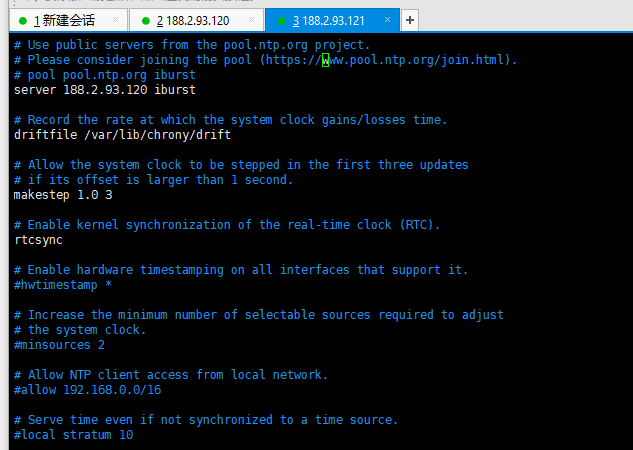 1 新建会话
2 188.2.93.120
3 188.2.93.121
# Use public servers from the pool.ntp.org project.
# Please consider joining the pool (https://www.pool.ntp.org/join.html).
# pool pool.ntp.org iburst
server 188.2.93.120 iburst
# Record the rate at which the system clock gains/losses time.
driftfile /var/lib/chrony/drift
# Allow the system clock to be stepped in the first three updates
# if its offset is larger than 1 second.
makestep 1.0 3
# Enable kernel synchronization of the real-time clock (RTC).
rtcsync
# Enable hardware timestamping on all interfaces that support it.
#hwtimestamp *
# Increase the minimum number of selectable sources required to adjust
# the system clock.
#minsources 2
# Allow NTP client access from local network.
#allow 192.168.0.0/16
# Serve time even if not synchronized to a time source.
#local stratum 10